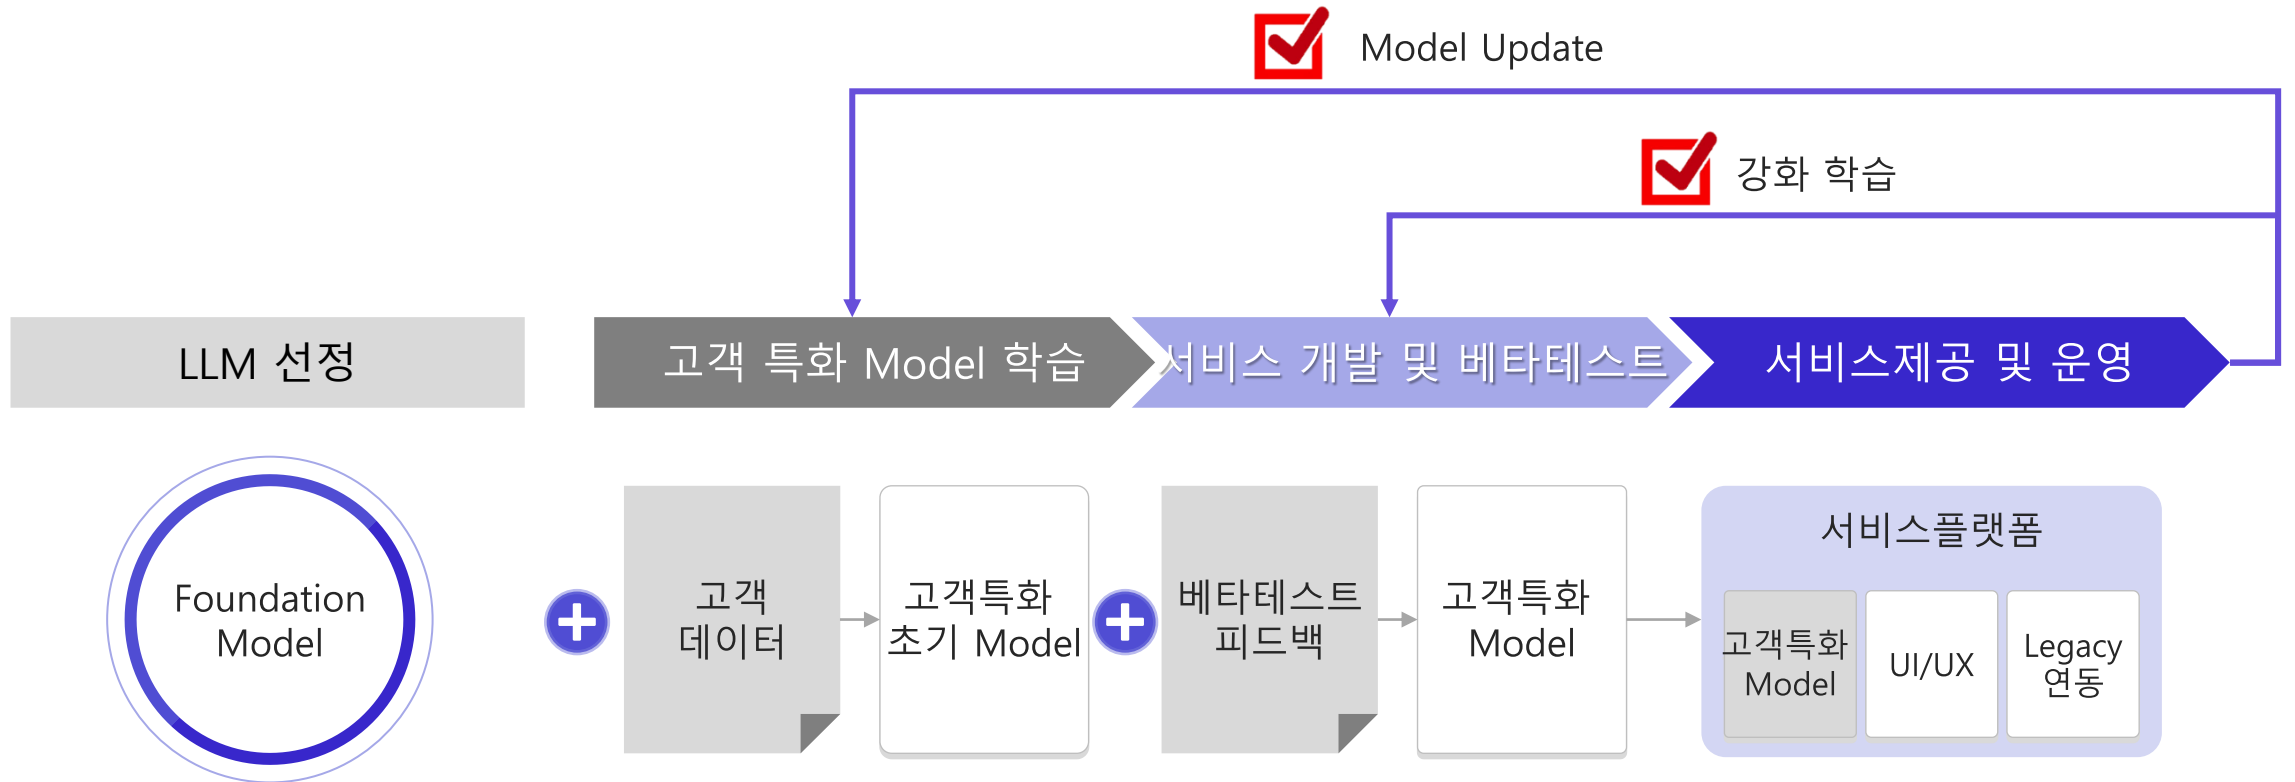 Model Update
강화 학습
LLM 선정
고객 특화 Model 학습
서비스 개발 및 베타테스트
서비스제공 및 운영
Foundation
Model
고객
데이터
고객특화
초기 Model
베타테스트
피드백
고객특화
Model
서비스플랫폼
고객특화
Model
UI/UX
Legacy
연동